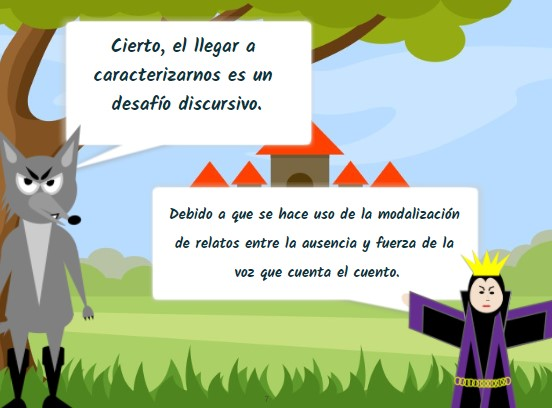 Cierto, el llegar a
caracterizarnos es un
desafío discursivo.
Debido a que se hace uso de la modalización
de relatos entre la ausencia y fuerza de la
voz que cuenta el cuento.